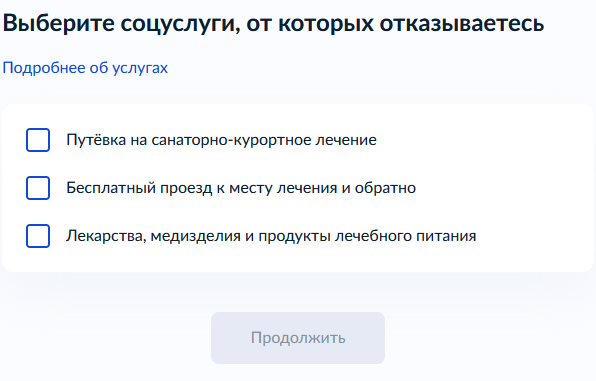 Выберите соцуслуги, от которых отказываетесь
Подробнее об услугах
Путёвка на санаторно-курортное лечение
Бесплатный проезд к месту лечения и обратно
Лекарства, медизделия и продукты лечебного питания
Продолжить